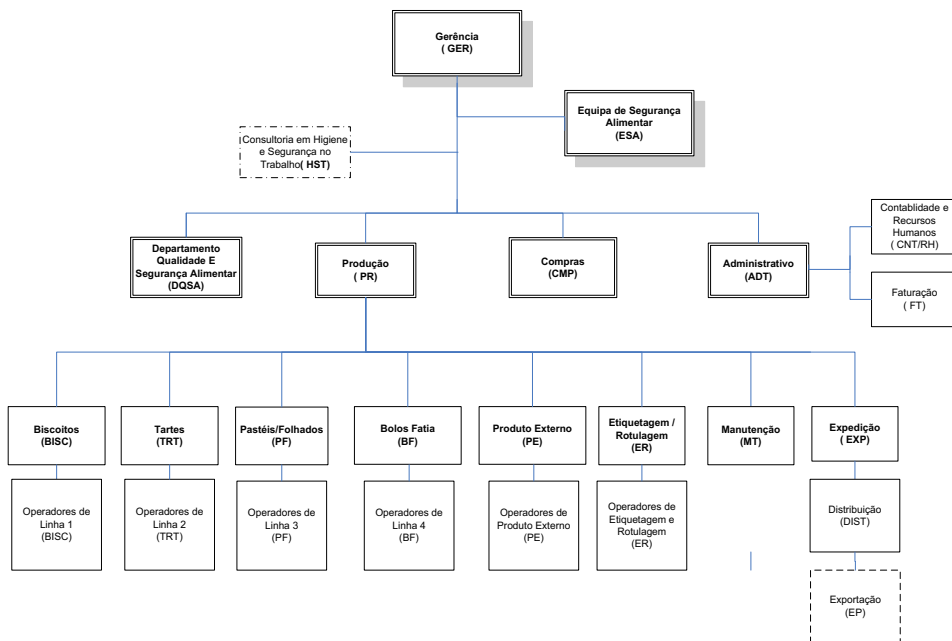 Gerência
( GER)
Equipa de Segurança
Alimentar
(ESA)
Consultoria em Higiene
e Segurança no
Trabalho( HST)
Contablidade e
Recursos
Humanos
( CNT/RH)
Departamento
Qualidade E
Segurança Alimentar
(DQSA)
Produção
( PR)
Compras
(CMP)
Administrativo
(ADT)
Faturação
( FT)
Biscoitos
(BISC)
Tartes
(TRT)
Pastéis/Folhados
(PF)
Bolos Fatia
(BF)
Produto Externo
(PE)
Etiquetagem /
Rotulagem
(ER)
Manutenção
(MT)
Expedição
( EXP)
Operadores de
Linha 1
(BISC)
Operadores de
Linha 2
(TRT)
Operadores de
Linha 3
(PF)
Operadores de
Linha 4
(BF)
Operadores de
Produto Externo
(PE)
Operadores de
Etiquetagem e
Rotulagem
(ER)
Distribuição
(DIST)
Exportação
(EP)